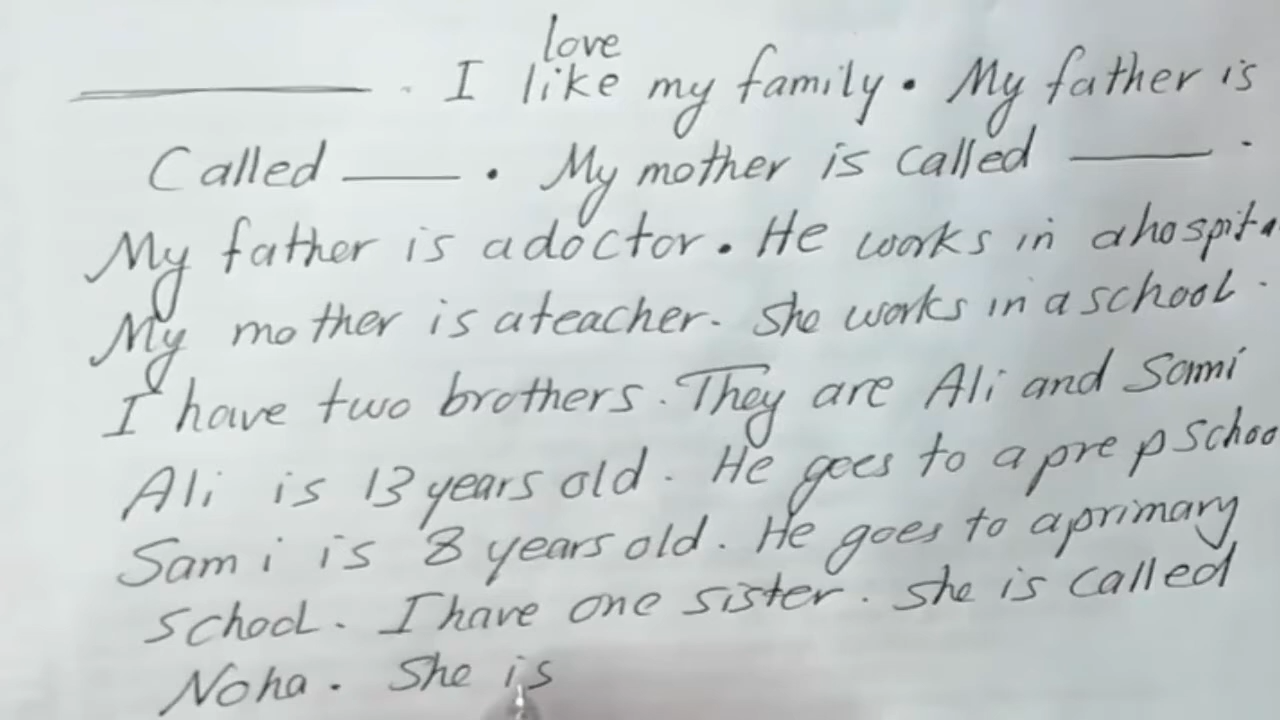 love
____ . I like my family. My father is
Called ____ . My mother is called ____ .
My father is a doctor. He works in a hospita
My mother is a teacher. She works in a school.
I have two brothers. They are Ali and Sami
Ali is 13 years old. He goes to a prep schoo
Sami is 8 years old. He goes to a primary
school. I have one sister. She is called
Noha. She is